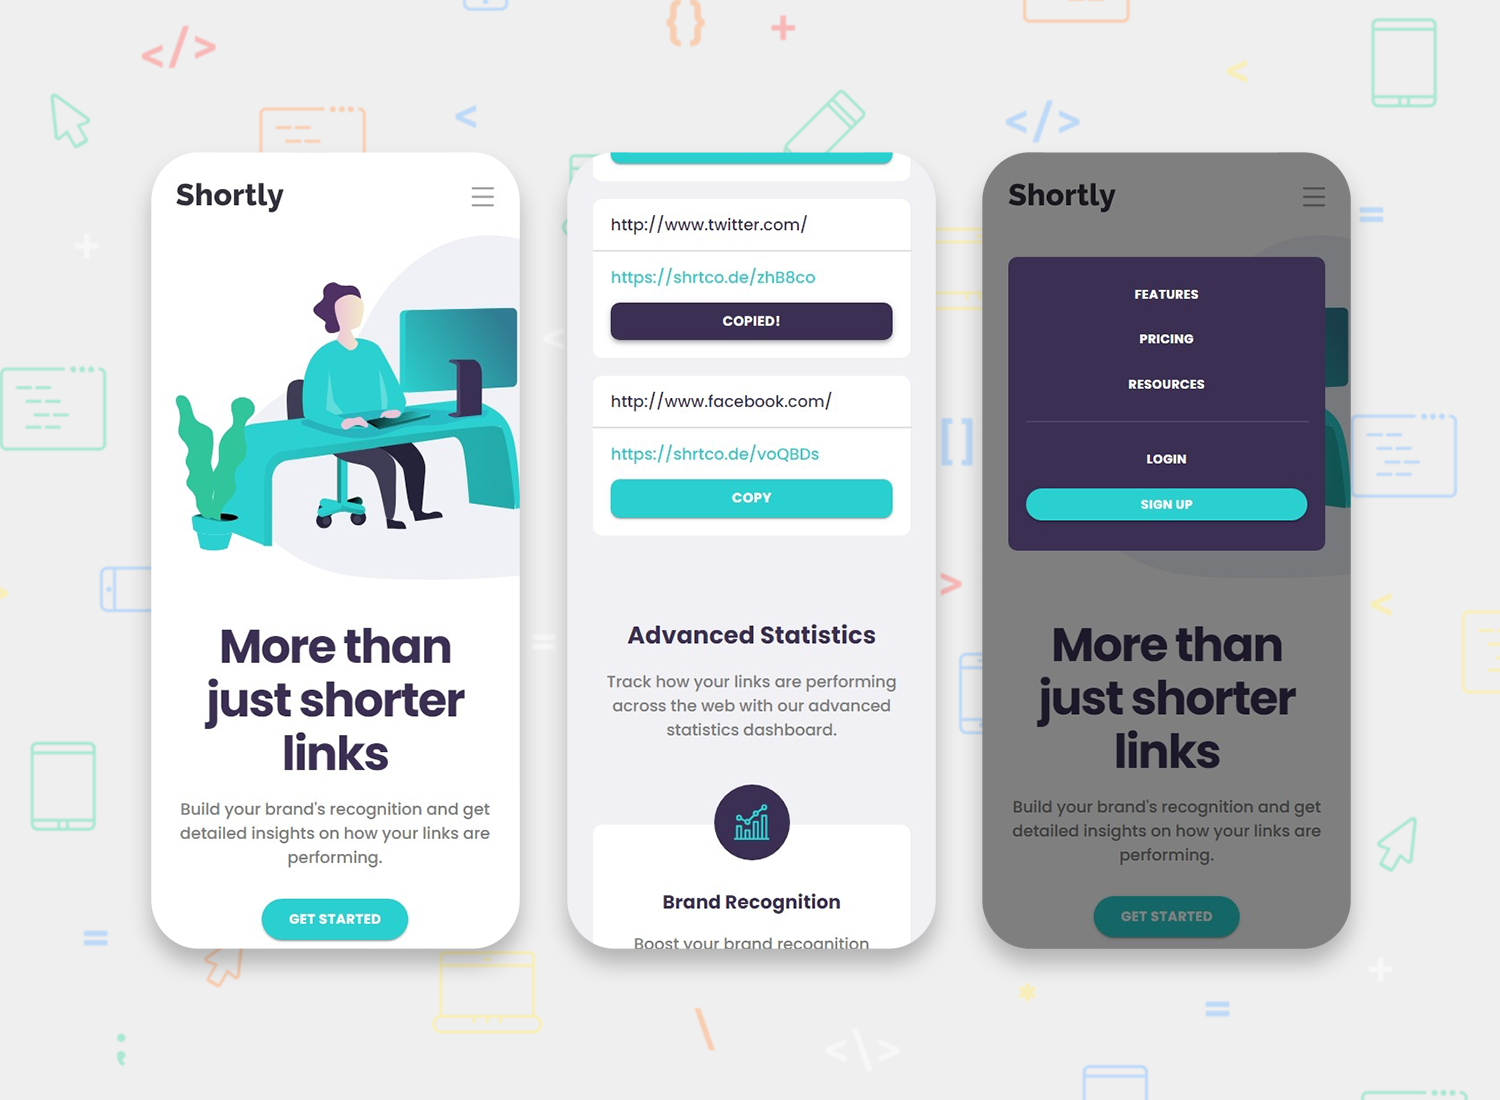 Shortly
More than
just shorter
links
Build your brand's recognition and get
detailed insights on how your links are
performing.
GET STARTED
http://www.twitter.com/
https://shrtco.de/zhB8co
COPIED!
http://www.facebook.com/
https://shrtco.de/voQBDs
COPY
Advanced Statistics
Track how your links are performing
across the web with our advanced
statistics dashboard.
Brand Recognition
Boost your brand recognition
Shortly
FEATURES
PRICING
RESOURCES
LOGIN
SIGN UP
More than
just shorter
links
Build your brand's recognition and get
detailed insights on how your links are
performing.
GET STARTED